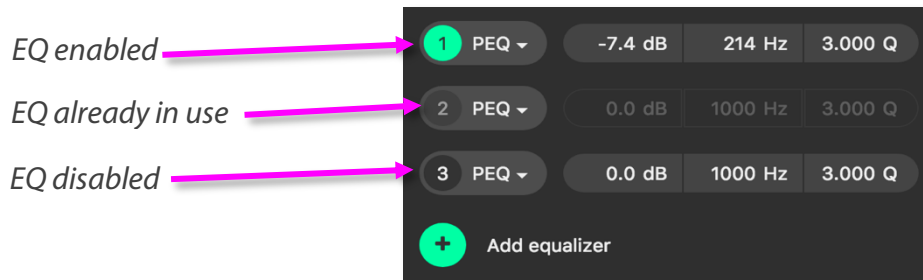 EQ enabled 1 PEQ -7.4 dB 214 Hz 3.000 Q
EQ already in use 2 PEQ 0.0 dB 1000 Hz 3.000 Q
EQ disabled 3 PEQ 0.0 dB 1000 Hz 3.000 Q
+ Add equalizer